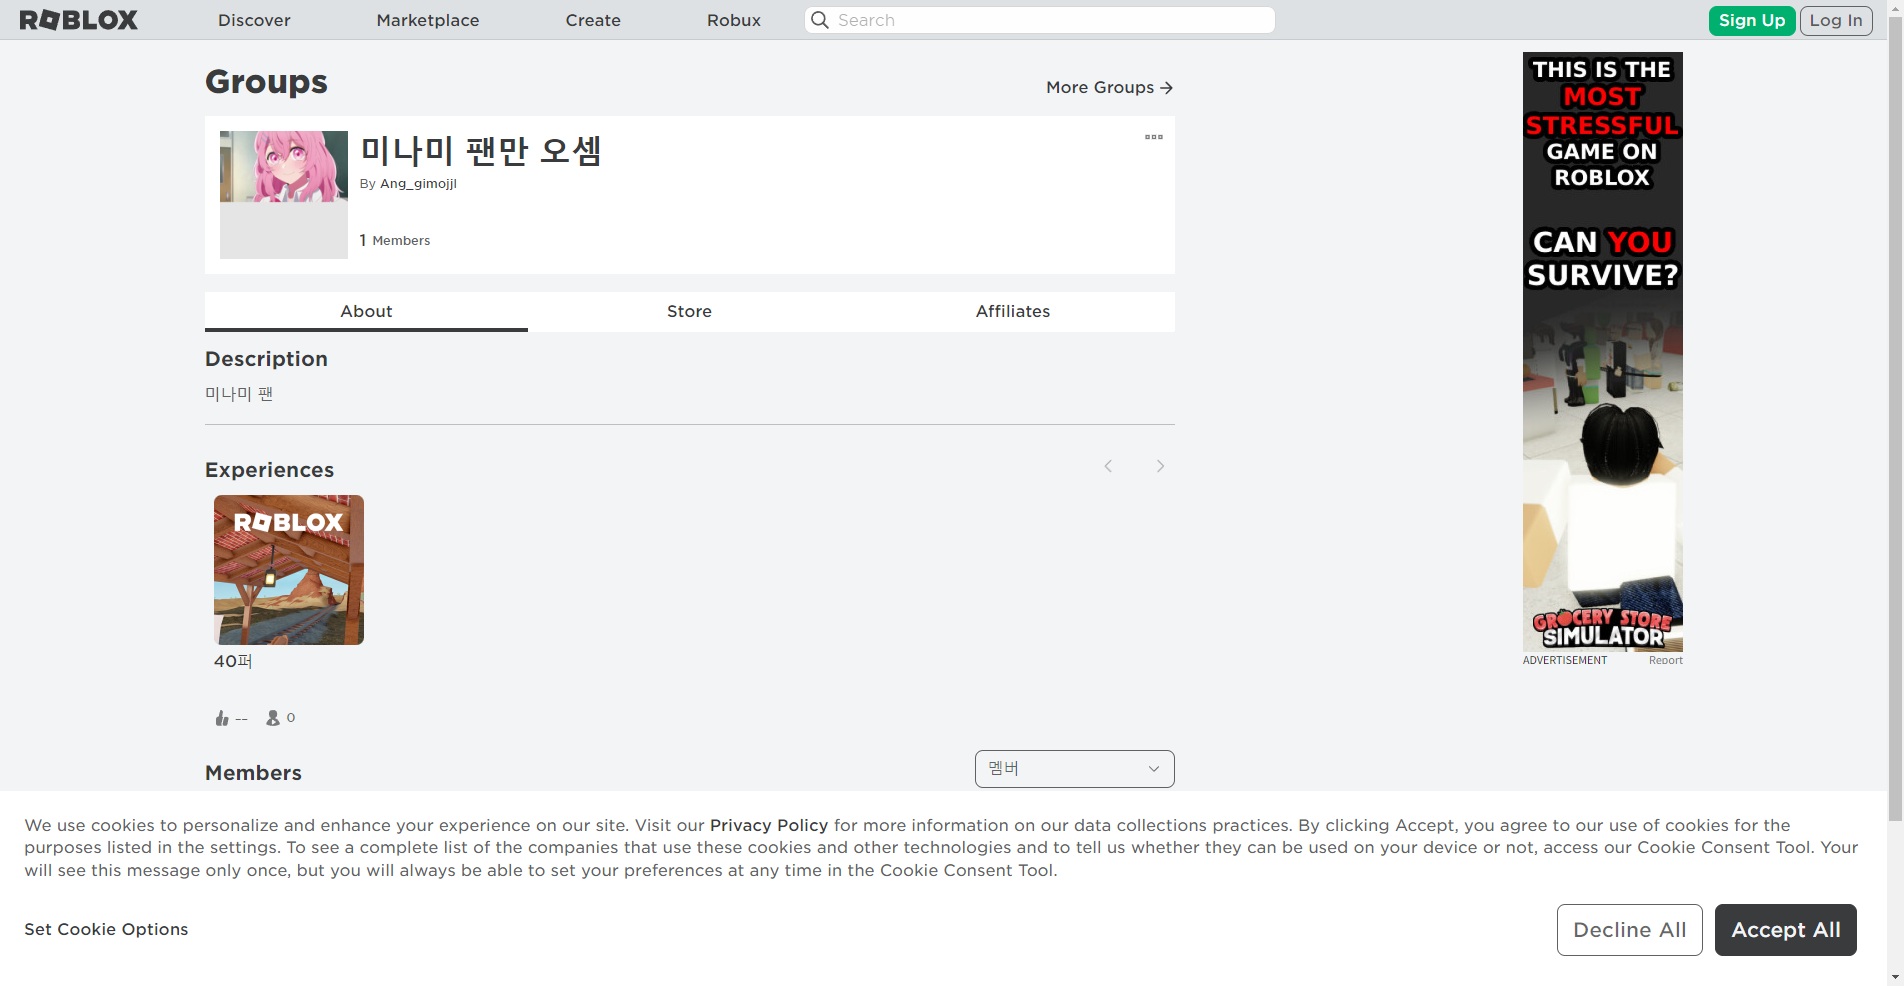 ROBLOX
Discover
Marketplace
Create
Robux
Search
Sign Up
Log In
Groups
More Groups
미나미 팬만 오셈
By Ang_gimojjl
1 Members
About
Store
Affiliates
Description
미나미 팬
Experiences
ROBLOX
40퍼
--
0
Members
멤버
THIS IS THE
MOST
STRESSFUL
GAME ON
ROBLOX
CAN YOU
SURVIVE?
GROCERY STORE
SIMULATOR
ADVERTISEMENT
Report
We use cookies to personalize and enhance your experience on our site. Visit our Privacy Policy for more information on our data collections practices. By clicking Accept, you agree to our use of cookies for the
purposes listed in the settings. To see a complete list of the companies that use these cookies and other technologies and to tell us whether they can be used on your device or not, access our Cookie Consent Tool. Your
will see this message only once, but you will always be able to set your preferences at any time in the Cookie Consent Tool.
Set Cookie Options
Decline All
Accept All